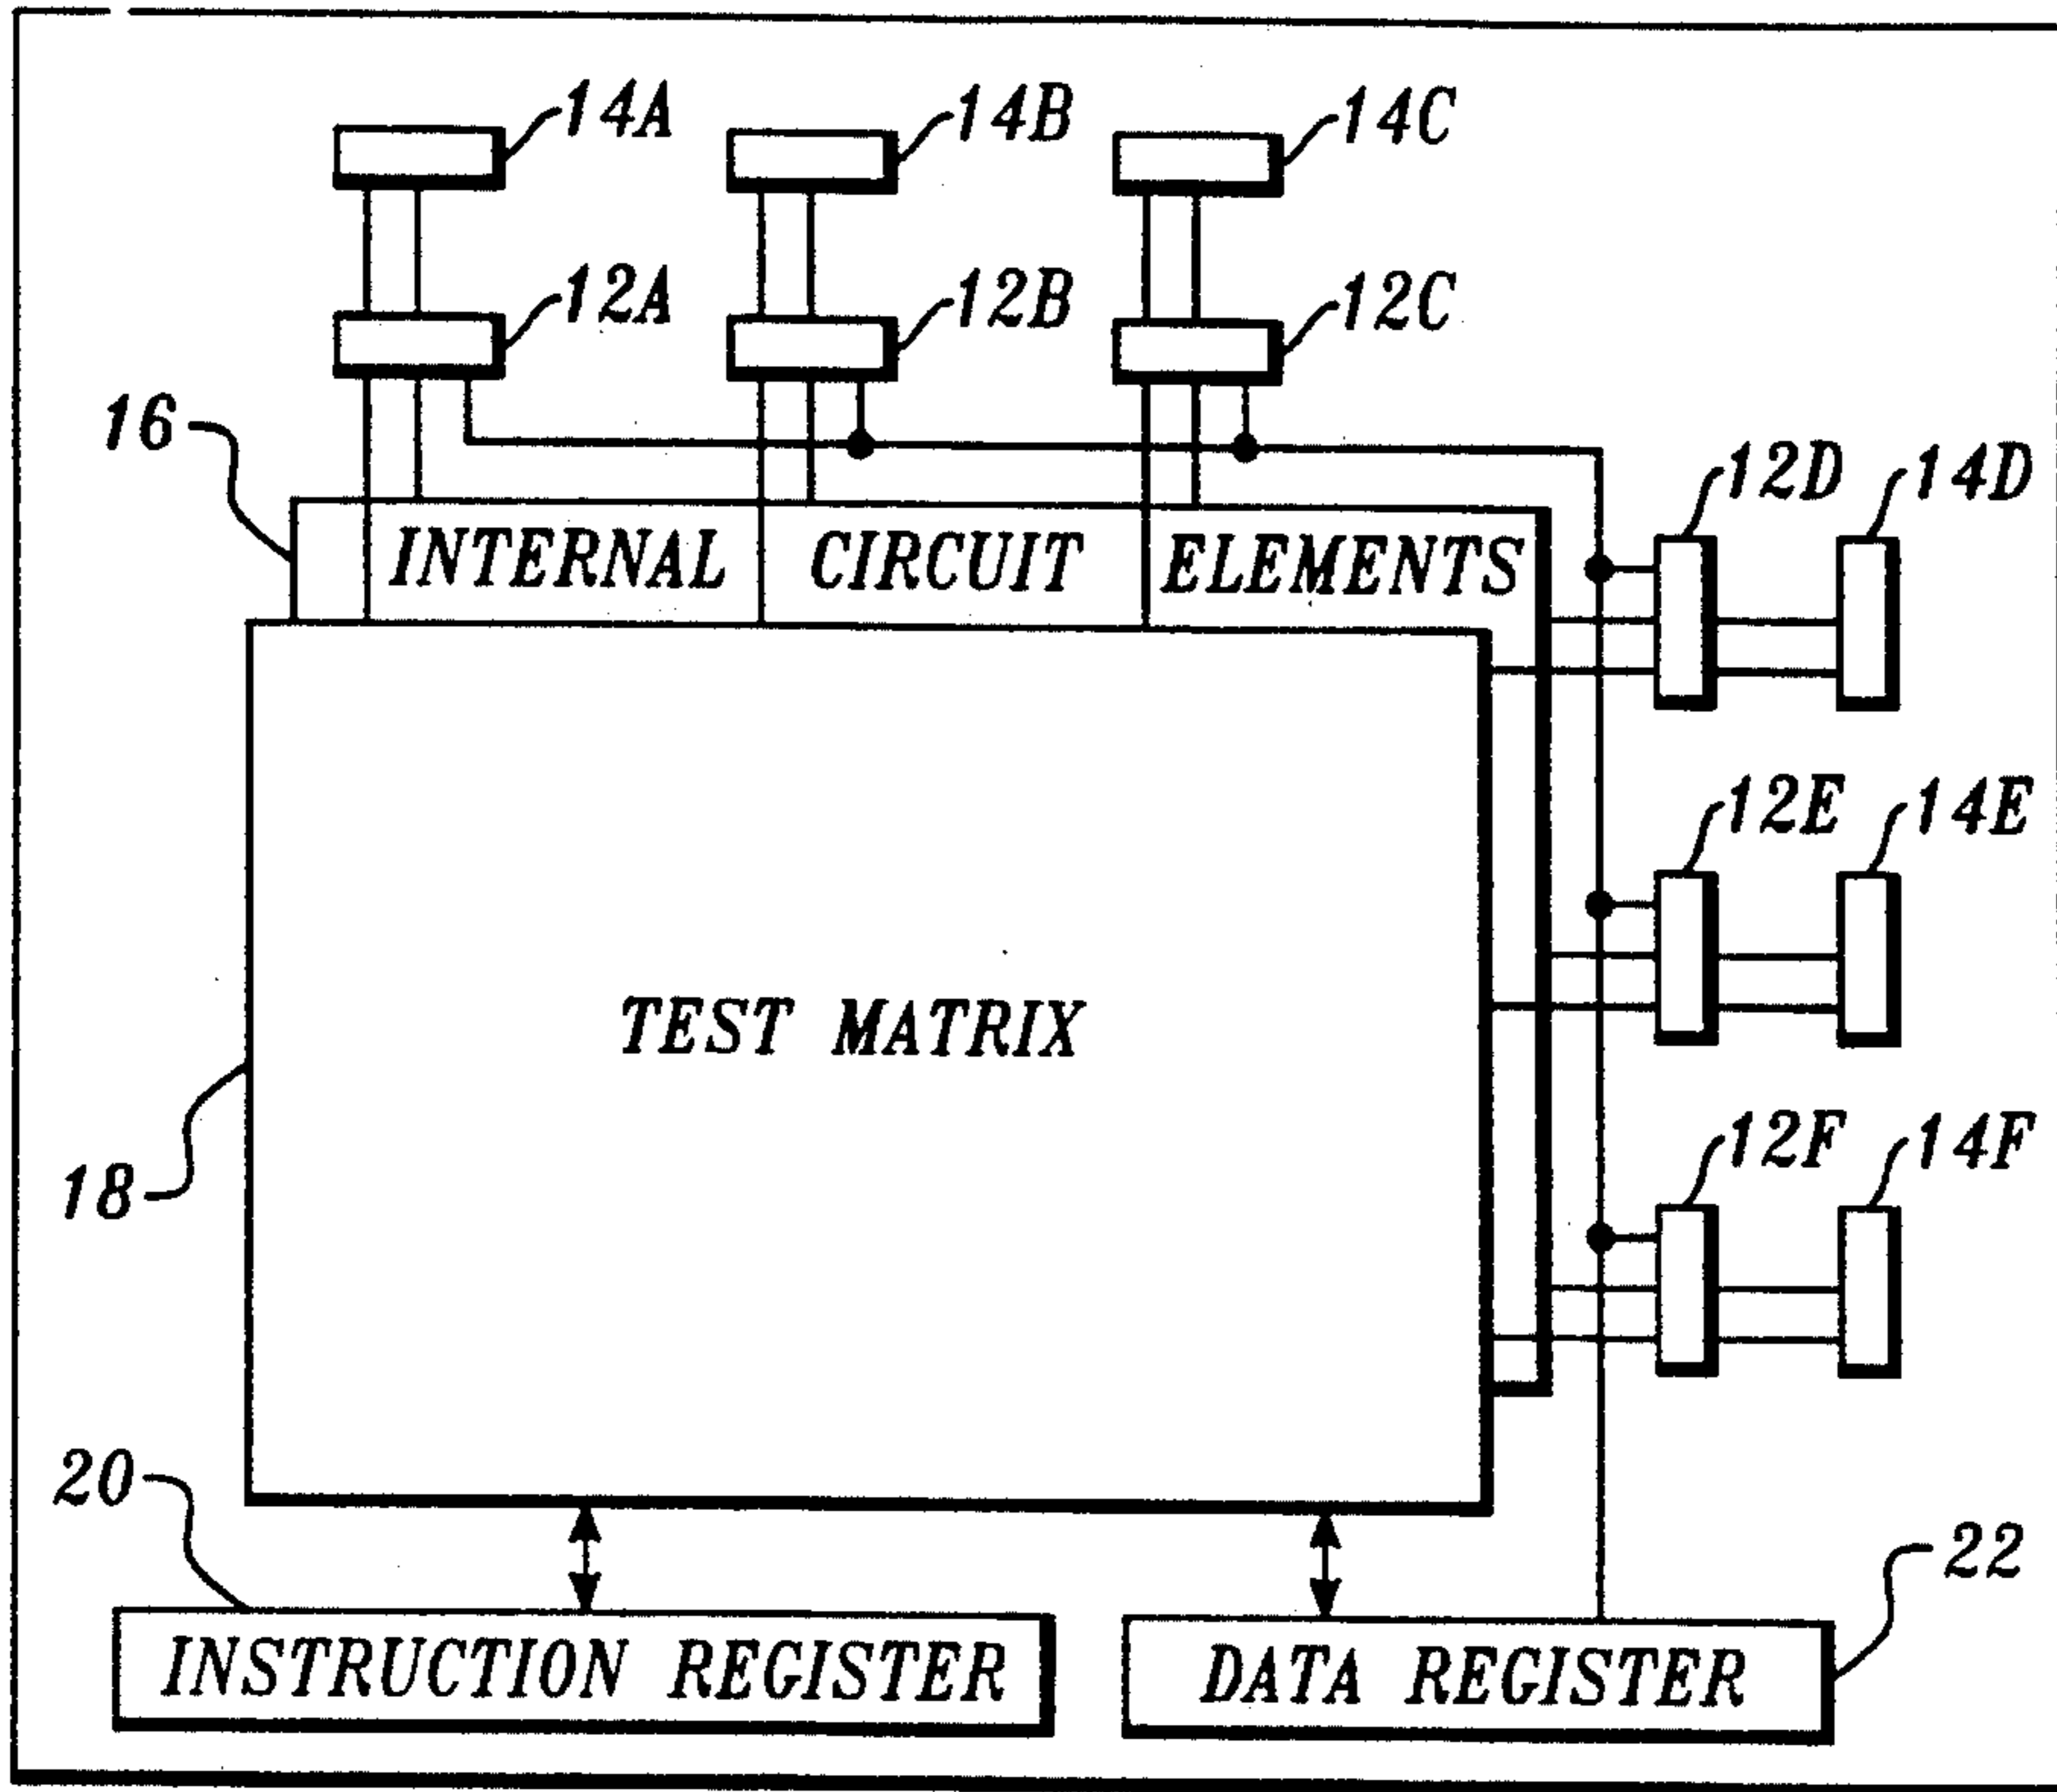 14A 14B 14C
12A 12B 12C
16
12D 14D
INTERNAL CIRCUIT ELEMENTS
12E 14E
TEST MATRIX
12F 14F
18
20
22
INSTRUCTION REGISTER
DATA REGISTER